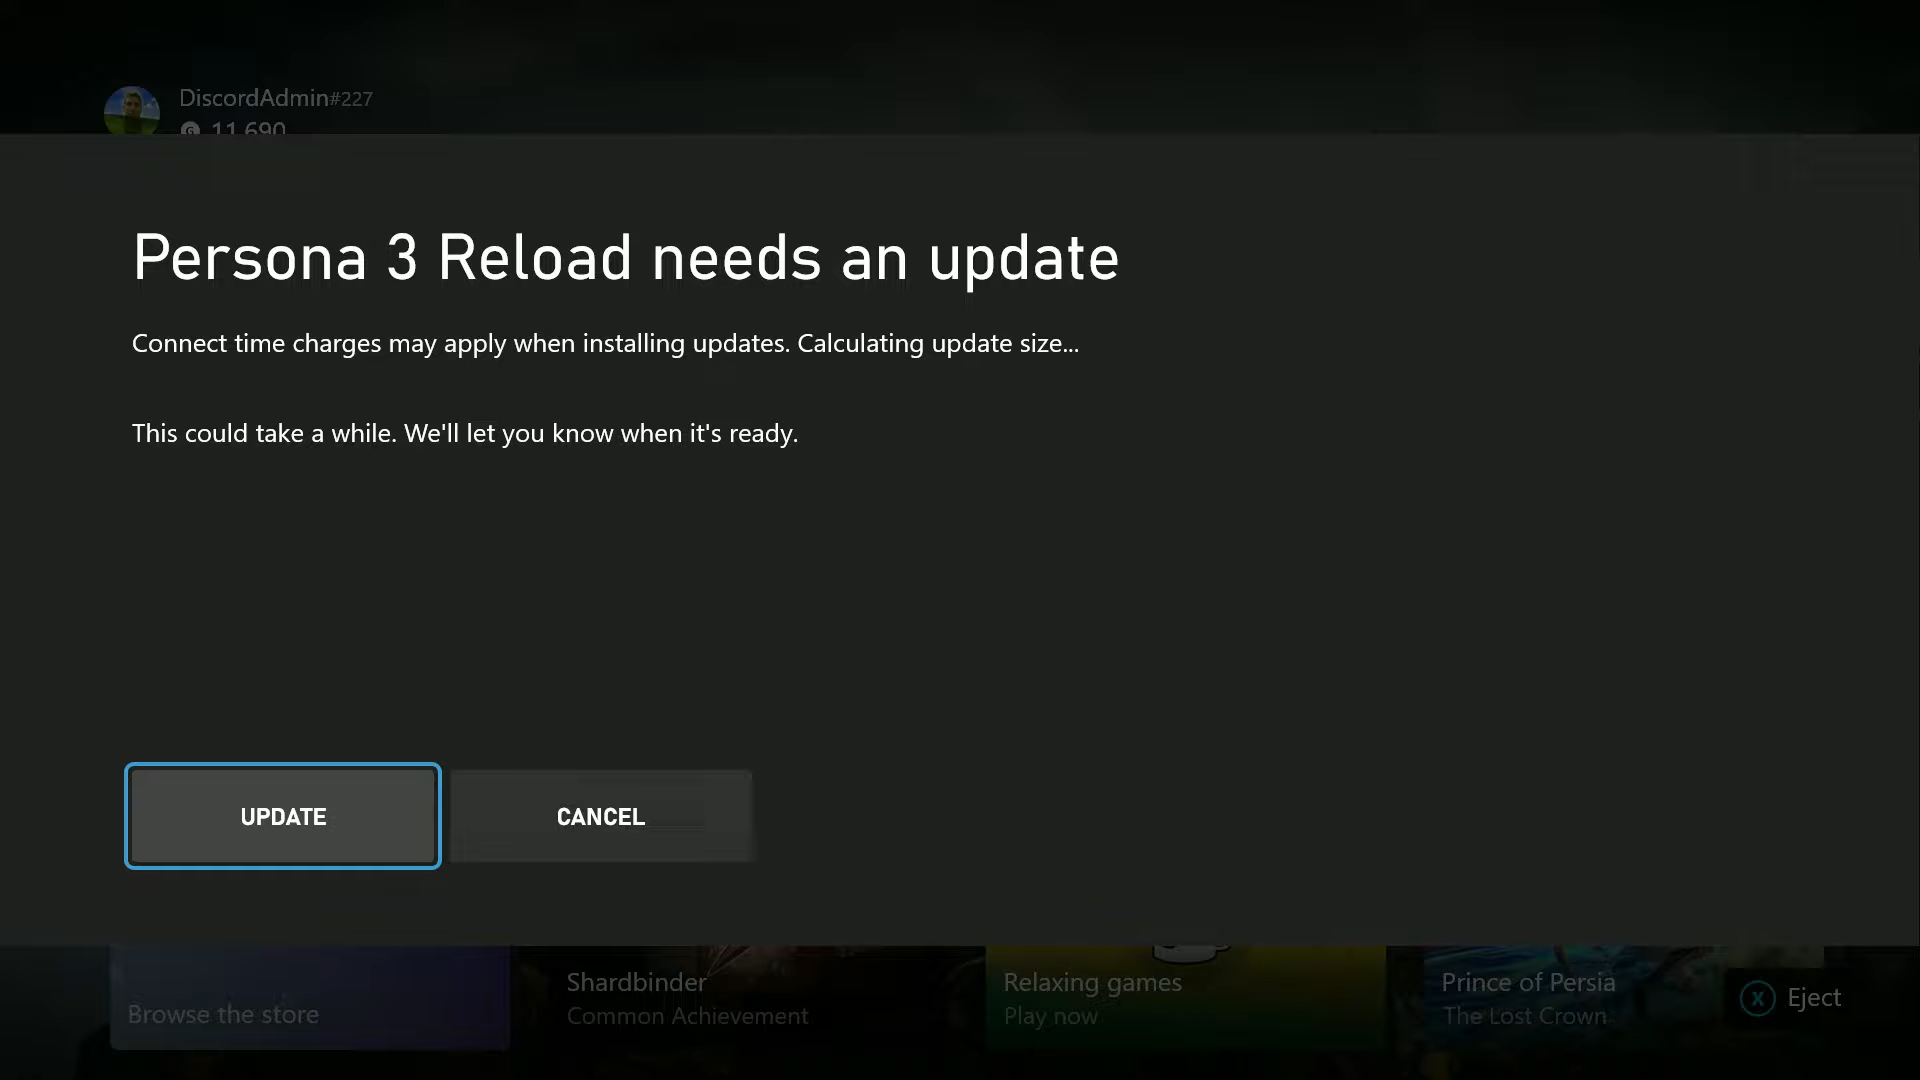 DiscordAdmin#227
G 11,690
Persona 3 Reload needs an update
Connect time charges may apply when installing updates. Calculating update size...
This could take a while. We'll let you know when it's ready.
UPDATE
CANCEL
Browse the store
Shardbinder
Common Achievement
Relaxing games
Play now
Prince of Persia
The Lost Crown
X Eject